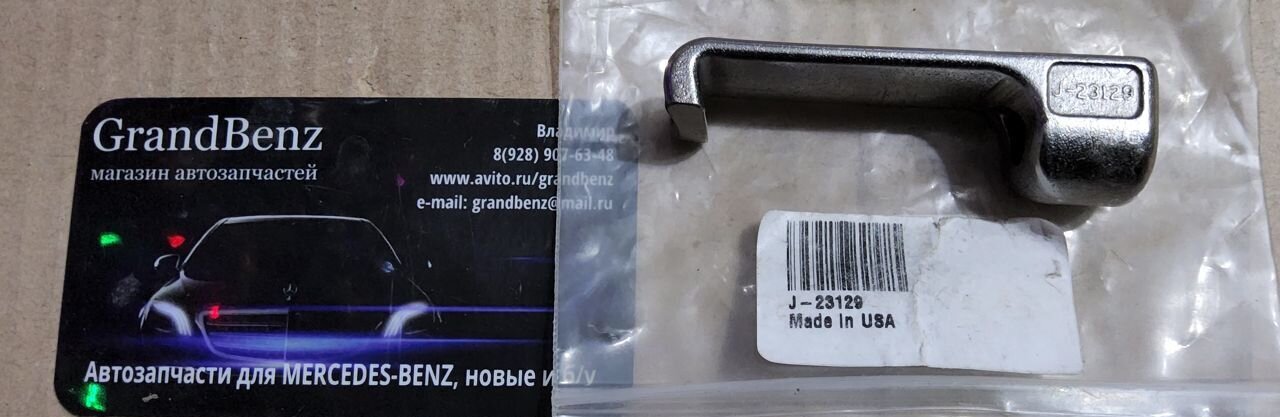 GrandBenz
магазин автозапчастей
Владимир
8(928) 907-63-48
www.avito.ru/grandbenz
e-mail: grandbenz@mail.ru
Автозапчасти для MERCEDES-BENZ, новые и б/у
J-23129
J-23129
Made In USA